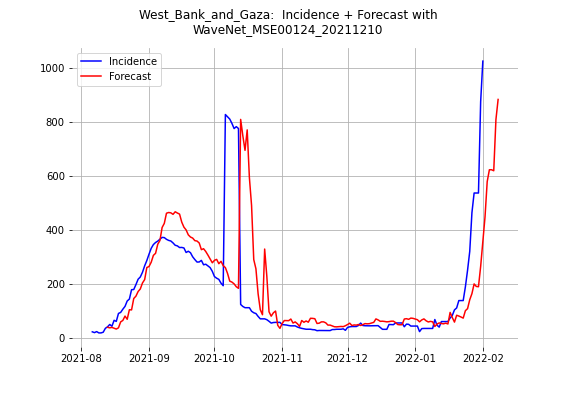 West_Bank_and_Gaza:  Incidence + Forecast with
WaveNet_MSE00124_20211210
Incidence
Forecast
1000
800
600
400
200
0
2021-08 2021-09 2021-10 2021-11 2021-12 2022-01 2022-02